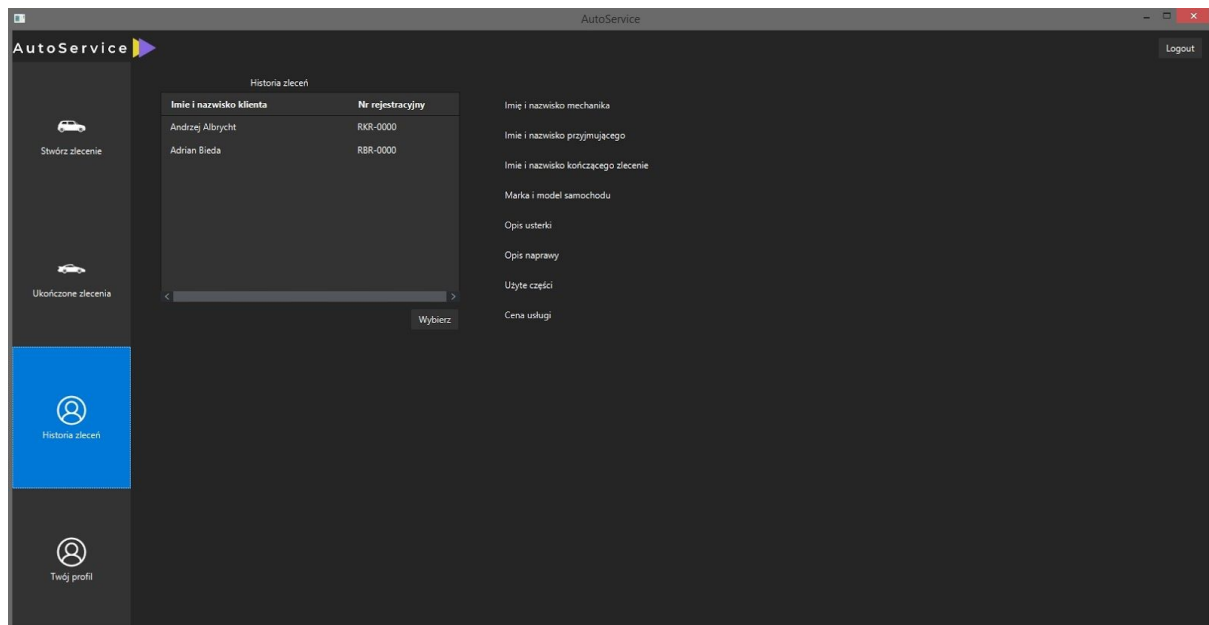 AutoService
AutoService
Logout
Stwórz zlecenie
Ukończone zlecenia
Historia zleceń
Twój profil
Historia zleceń
Imie i nazwisko klienta Nr rejestracyjny
Andrzej Albrycht RKR-0000
Adrian Bieda RBR-0000
Wybierz
Imię i nazwisko mechanika
Imie i nazwisko przyjmującego
Imie i nazwisko kończącego zlecenie
Marka i model samochodu
Opis usterki
Opis naprawy
Użyte części
Cena usługi